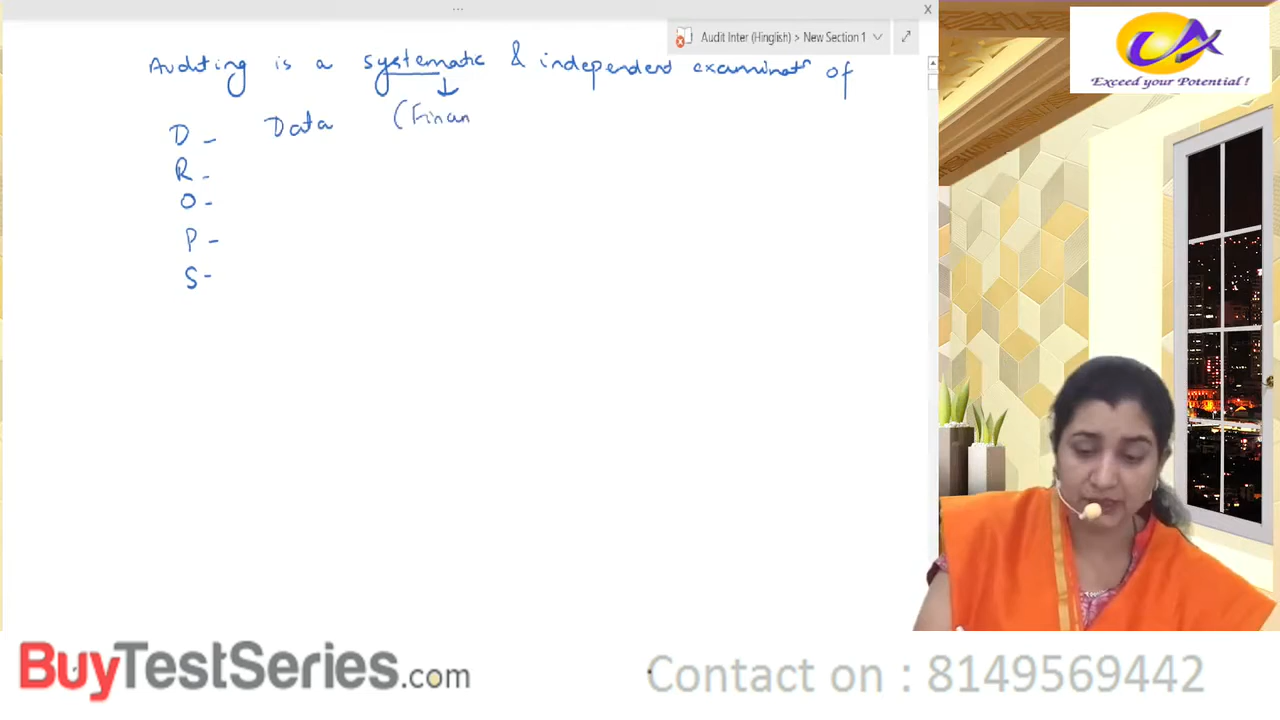 ...
x
Audit Inter (Hinglish) > New Section 1
Exceed your Potential !
Auditing is a systematic & independent examinatn of
D - Data (Finan
R -
O -
P -
S -
BuyTestSeries.com
Contact on : 8149569442